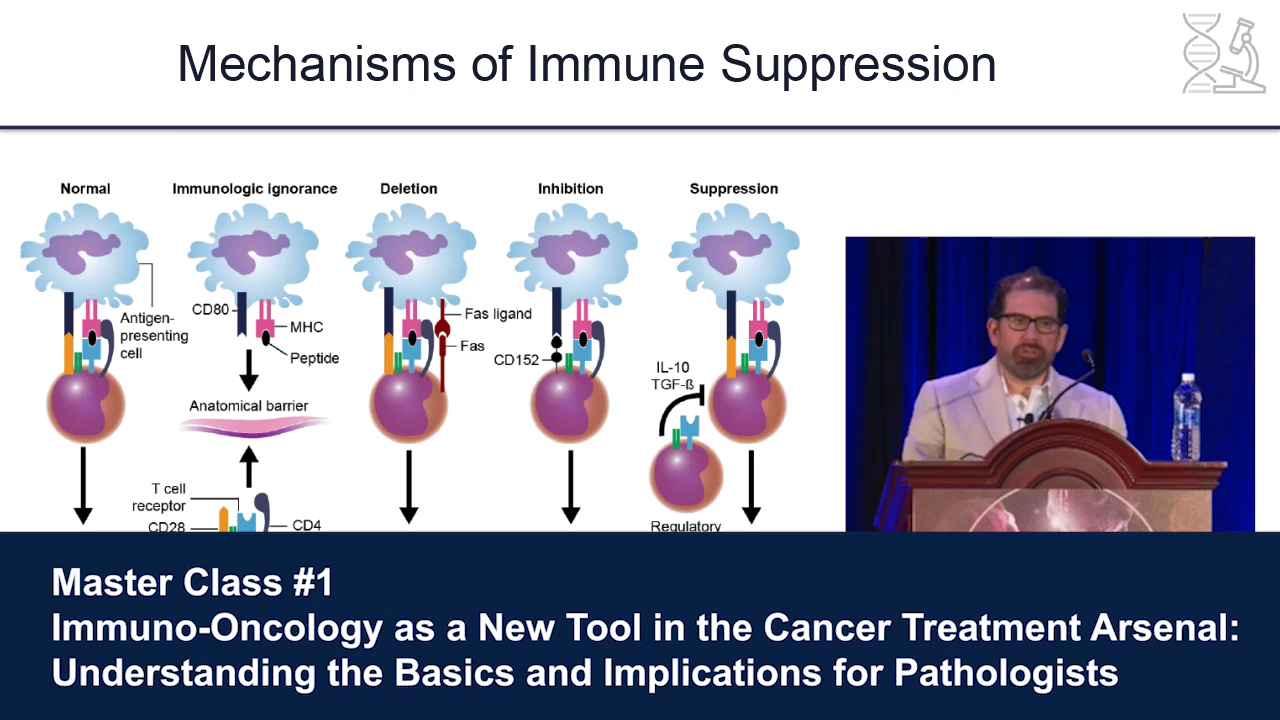 Mechanisms of Immune Suppression
Normal
Immunologic ignorance
Deletion
Inhibition
Suppression
Antigen-
presenting
cell
CD80
MHC
Peptide
Anatomical barrier
T cell
receptor
CD28
CD4
Fas ligand
Fas
CD152
IL-10
TGF-ß
Regulatory
Master Class #1
Immuno-Oncology as a New Tool in the Cancer Treatment Arsenal:
Understanding the Basics and Implications for Pathologists